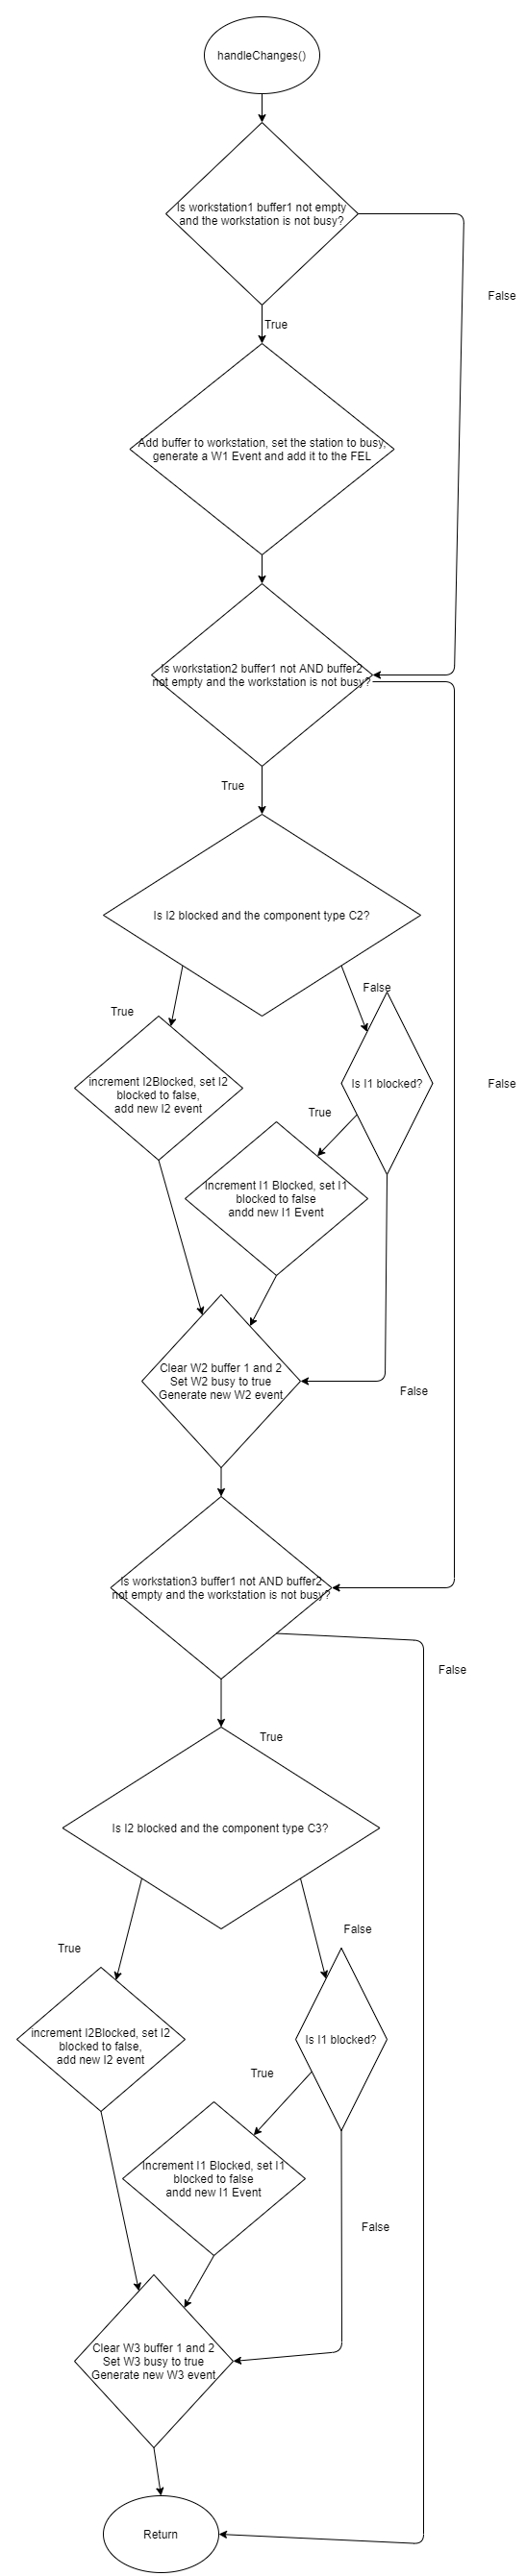 handleChanges()
Is workstation1 buffer1 not empty
and the workstation is not busy?
False
True
Add buffer to workstation, set the station to busy,
generate a W1 Event and add it to the FEL
Is workstation2 buffer1 not AND buffer2
not empty and the workstation is not busy?
True
Is I2 blocked and the component type C2?
False
True
increment I2Blocked, set I2
blocked to false,
add new I2 event
Is I1 blocked?
False
True
Increment I1 Blocked, set I1
blocked to false
andd new I1 Event
Clear W2 buffer 1 and 2
Set W2 busy to true
Generate new W2 event
False
Is workstation3 buffer1 not AND buffer2
not empty and the workstation is not busy?
False
True
Is I2 blocked and the component type C3?
False
True
increment I2Blocked, set I2
blocked to false,
add new I2 event
Is I1 blocked?
True
Increment I1 Blocked, set I1
blocked to false
andd new I1 Event
False
Clear W3 buffer 1 and 2
Set W3 busy to true
Generate new W3 event
Return